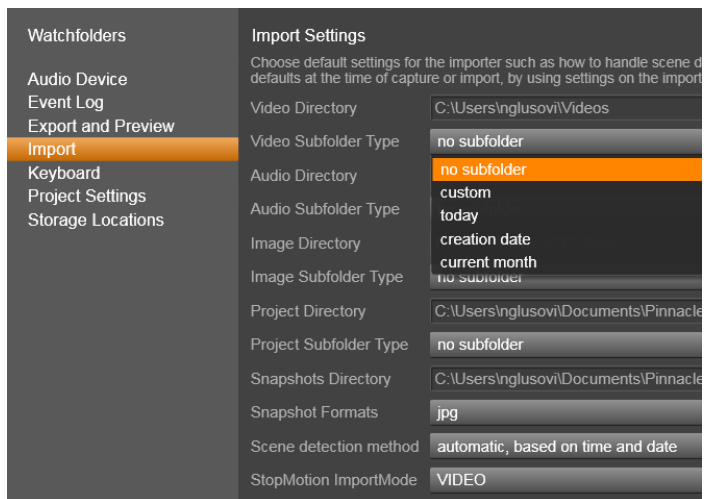 Watchfolders
Audio Device
Event Log
Export and Preview
Import
Keyboard
Project Settings
Storage Locations
Import Settings
Choose default settings for the importer such as how to handle scene d
defaults at the time of capture or import, by using settings on the import
Video Directory C:\Users\nglusovi\Videos
Video Subfolder Type no subfolder
no subfolder
custom
today
creation date
current month
Audio Directory
Audio Subfolder Type
Image Directory
Image Subfolder Type no subfolder
Project Directory C:\Users\nglusovi\Documents\Pinnacle
Project Subfolder Type no subfolder
Snapshots Directory C:\Users\nglusovi\Documents\Pinnacle
Snapshot Formats jpg
Scene detection method automatic, based on time and date
StopMotion ImportMode VIDEO